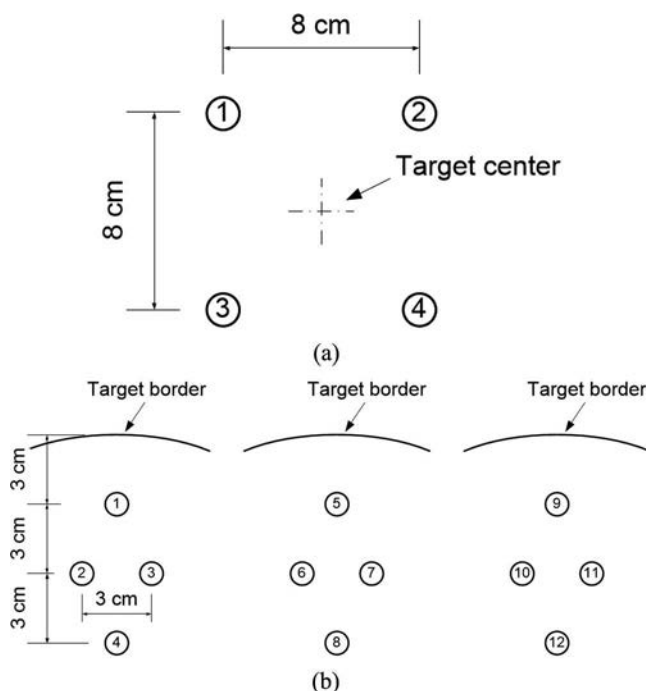 8 cm
1 2
Target center
8 cm
3 4
(a)
Target border Target border Target border
3 cm
1 5 9
3 cm
2 3 6 7 10 11
3 cm
3 cm
4 8 12
(b)